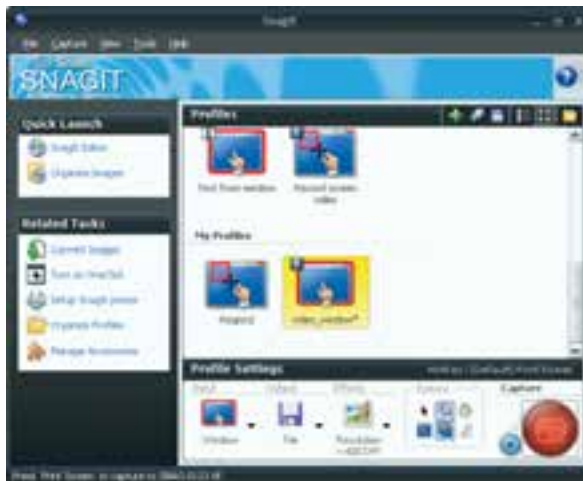 SnagIt
File Capture View Tools Help
SNAGIT
Quick Launch
SnagIt Editor
Organize Images
Related Tasks
Convert Images
Turn on OneClick
Setup SnagIt printer
Organize Profiles
Manage Accessories
Profiles
Text from window
Record screen video
My Profiles
video_window*
Profile Settings
Input
Output
Effects
Options
Capture
Window
File
Resolution